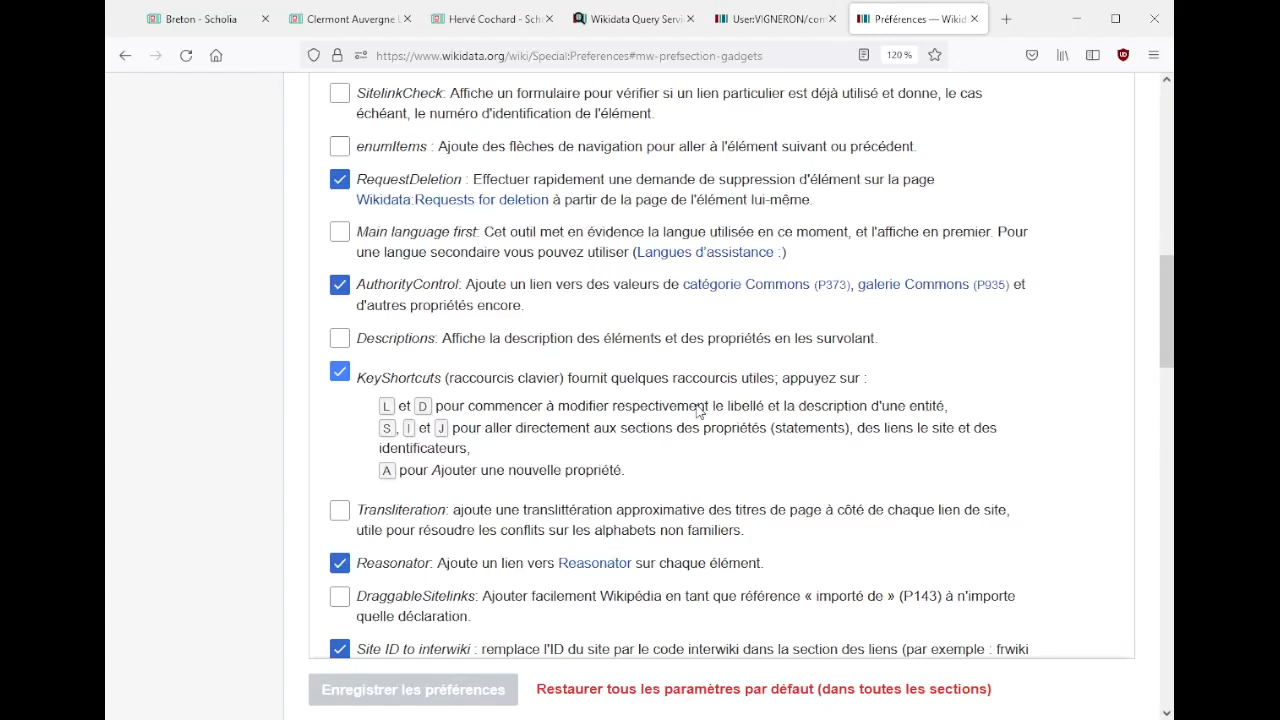 Breton - Scholia
Clermont Auvergne
Hervé Cochard - Sch
Wikidata Query Servic
User:VIGNERON/com
Préférences — Wikid
https://www.wikidata.org/wiki/Special:Preferences#mw-prefsection-gadgets
120 %
SitelinkCheck: Affiche un formulaire pour vérifier si un lien particulier est déjà utilisé et donne, le cas
échéant, le numéro d'identification de l'élément.
enumItems : Ajoute des flèches de navigation pour aller à l'élément suivant ou précédent.
RequestDeletion : Effectuer rapidement une demande de suppression d'élément sur la page
Wikidata:Requests for deletion à partir de la page de l'élément lui-même.
Main language first: Cet outil met en évidence la langue utilisée en ce moment, et l'affiche en premier. Pour
une langue secondaire vous pouvez utiliser (Langues d'assistance :)
AuthorityControl: Ajoute un lien vers des valeurs de catégorie Commons (P373), galerie Commons (P935) et
d'autres propriétés encore.
Descriptions: Affiche la description des éléments et des propriétés en les survolant.
KeyShortcuts (raccourcis clavier) fournit quelques raccourcis utiles; appuyez sur :
L et D pour commencer à modifier respectivement le libellé et la description d'une entité,
S, I et J pour aller directement aux sections des propriétés (statements), des liens le site et des
identificateurs,
A pour Ajouter une nouvelle propriété.
Transliteration: ajoute une translittération approximative des titres de page à côté de chaque lien de site,
utile pour résoudre les conflits sur les alphabets non familiers.
Reasonator: Ajoute un lien vers Reasonator sur chaque élément.
DraggableSitelinks: Ajouter facilement Wikipédia en tant que référence « importé de » (P143) à n'importe
quelle déclaration.
Site ID to interwiki : remplace l'ID du site par le code interwiki dans la section des liens (par exemple : frwiki
Enregistrer les préférences
Restaurer tous les paramètres par défaut (dans toutes les sections)